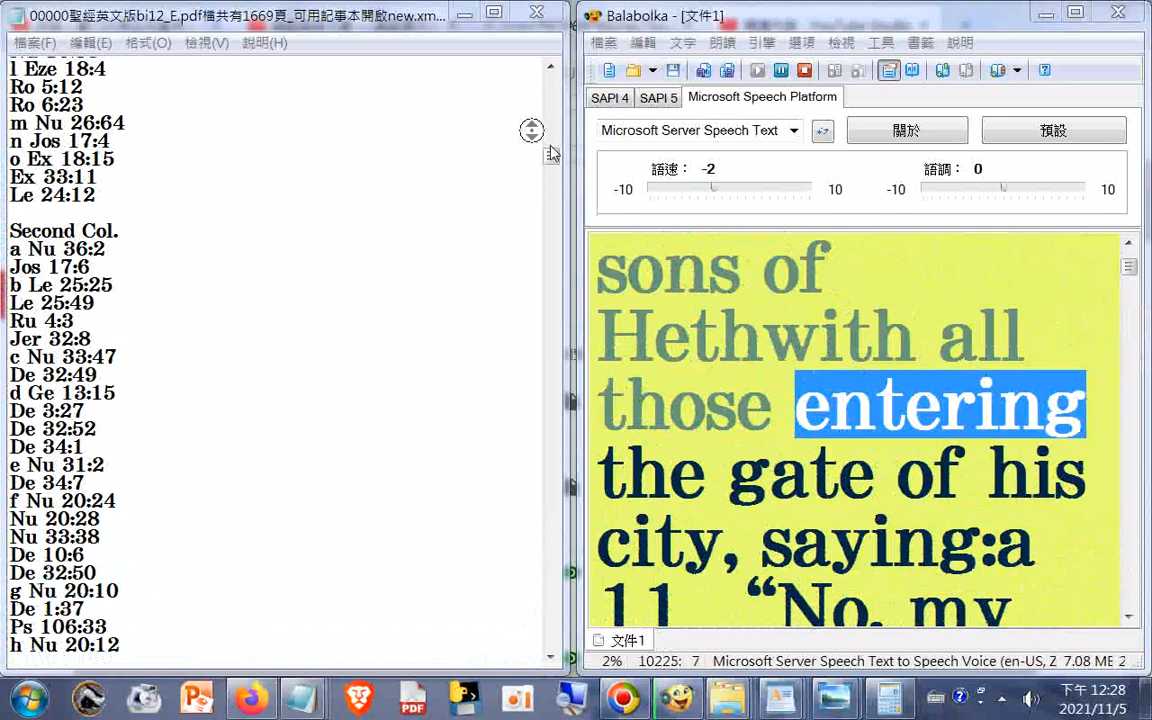 00000聖經英文版bi12_E.pdf檔共有1669頁_可用記事本開啟new.xm...
檔案(F) 編輯(E) 格式(O) 檢視(V) 說明(H)
l Eze 18:4
Ro 5:12
Ro 6:23
m Nu 26:64
n Jos 17:4
o Ex 18:15
Ex 33:11
Le 24:12
Second Col.
a Nu 36:2
Jos 17:6
b Le 25:25
Le 25:49
Ru 4:3
Jer 32:8
c Nu 33:47
De 32:49
d Ge 13:15
De 3:27
De 32:52
De 34:1
e Nu 31:2
De 34:7
f Nu 20:24
Nu 20:28
Nu 33:38
De 10:6
De 32:50
g Nu 20:10
De 1:37
Ps 106:33
h Nu 20:12
Balabolka - [文件1]
檔案 編輯 文字 朗讀 引擎 選項 檢視 工具 書籤 說明
SAPI 4 SAPI 5 Microsoft Speech Platform
Microsoft Server Speech Text 關於 預設
語速： -2 語調： 0
-10 10 -10 10
sons of
Hethwith all
those entering
the gate of his
city, saying:a
11 “No, my
文件1
2% 10225: 7 Microsoft Server Speech Text to Speech Voice (en-US, Z 7.08 MB 2
PDF
下午 12:28
2021/11/5